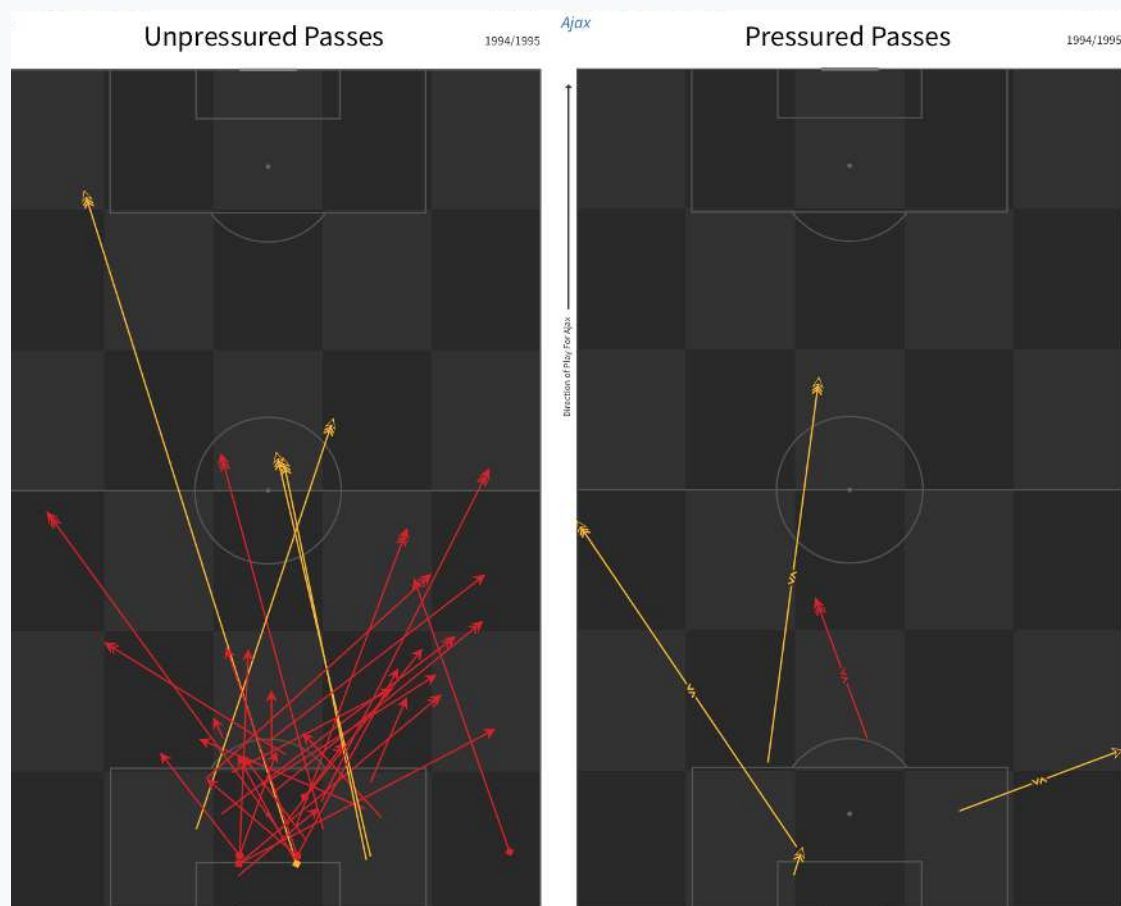 Ajax
Unpressured Passes
1994/1995
Pressured Passes
1994/1995
Direction of Play For Ajax